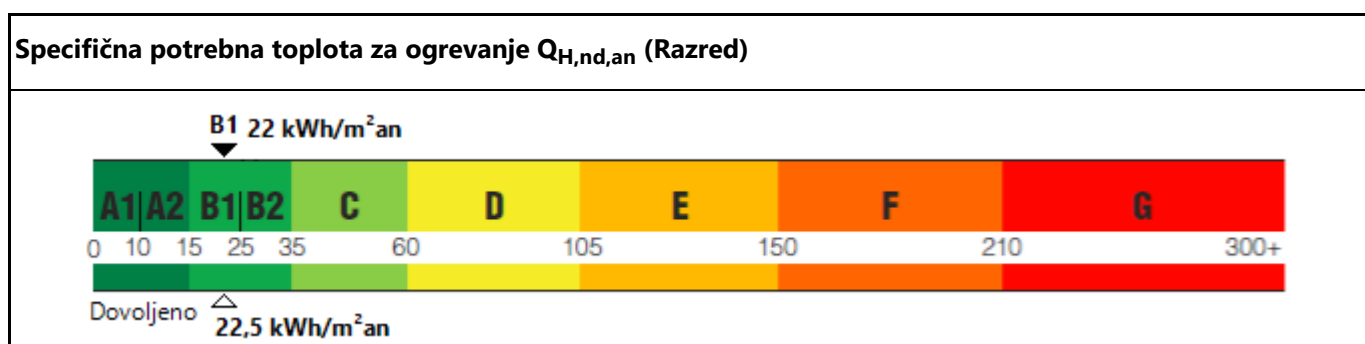 Specifična potrebna toplota za ogrevanje Q_H,nd,an (Razred)
B1 22 kWh/m²an
A1 A2 B1 B2 C D E F G
0 10 15 25 35 60 105 150 210 300+
Dovoljeno
22,5 kWh/m²an